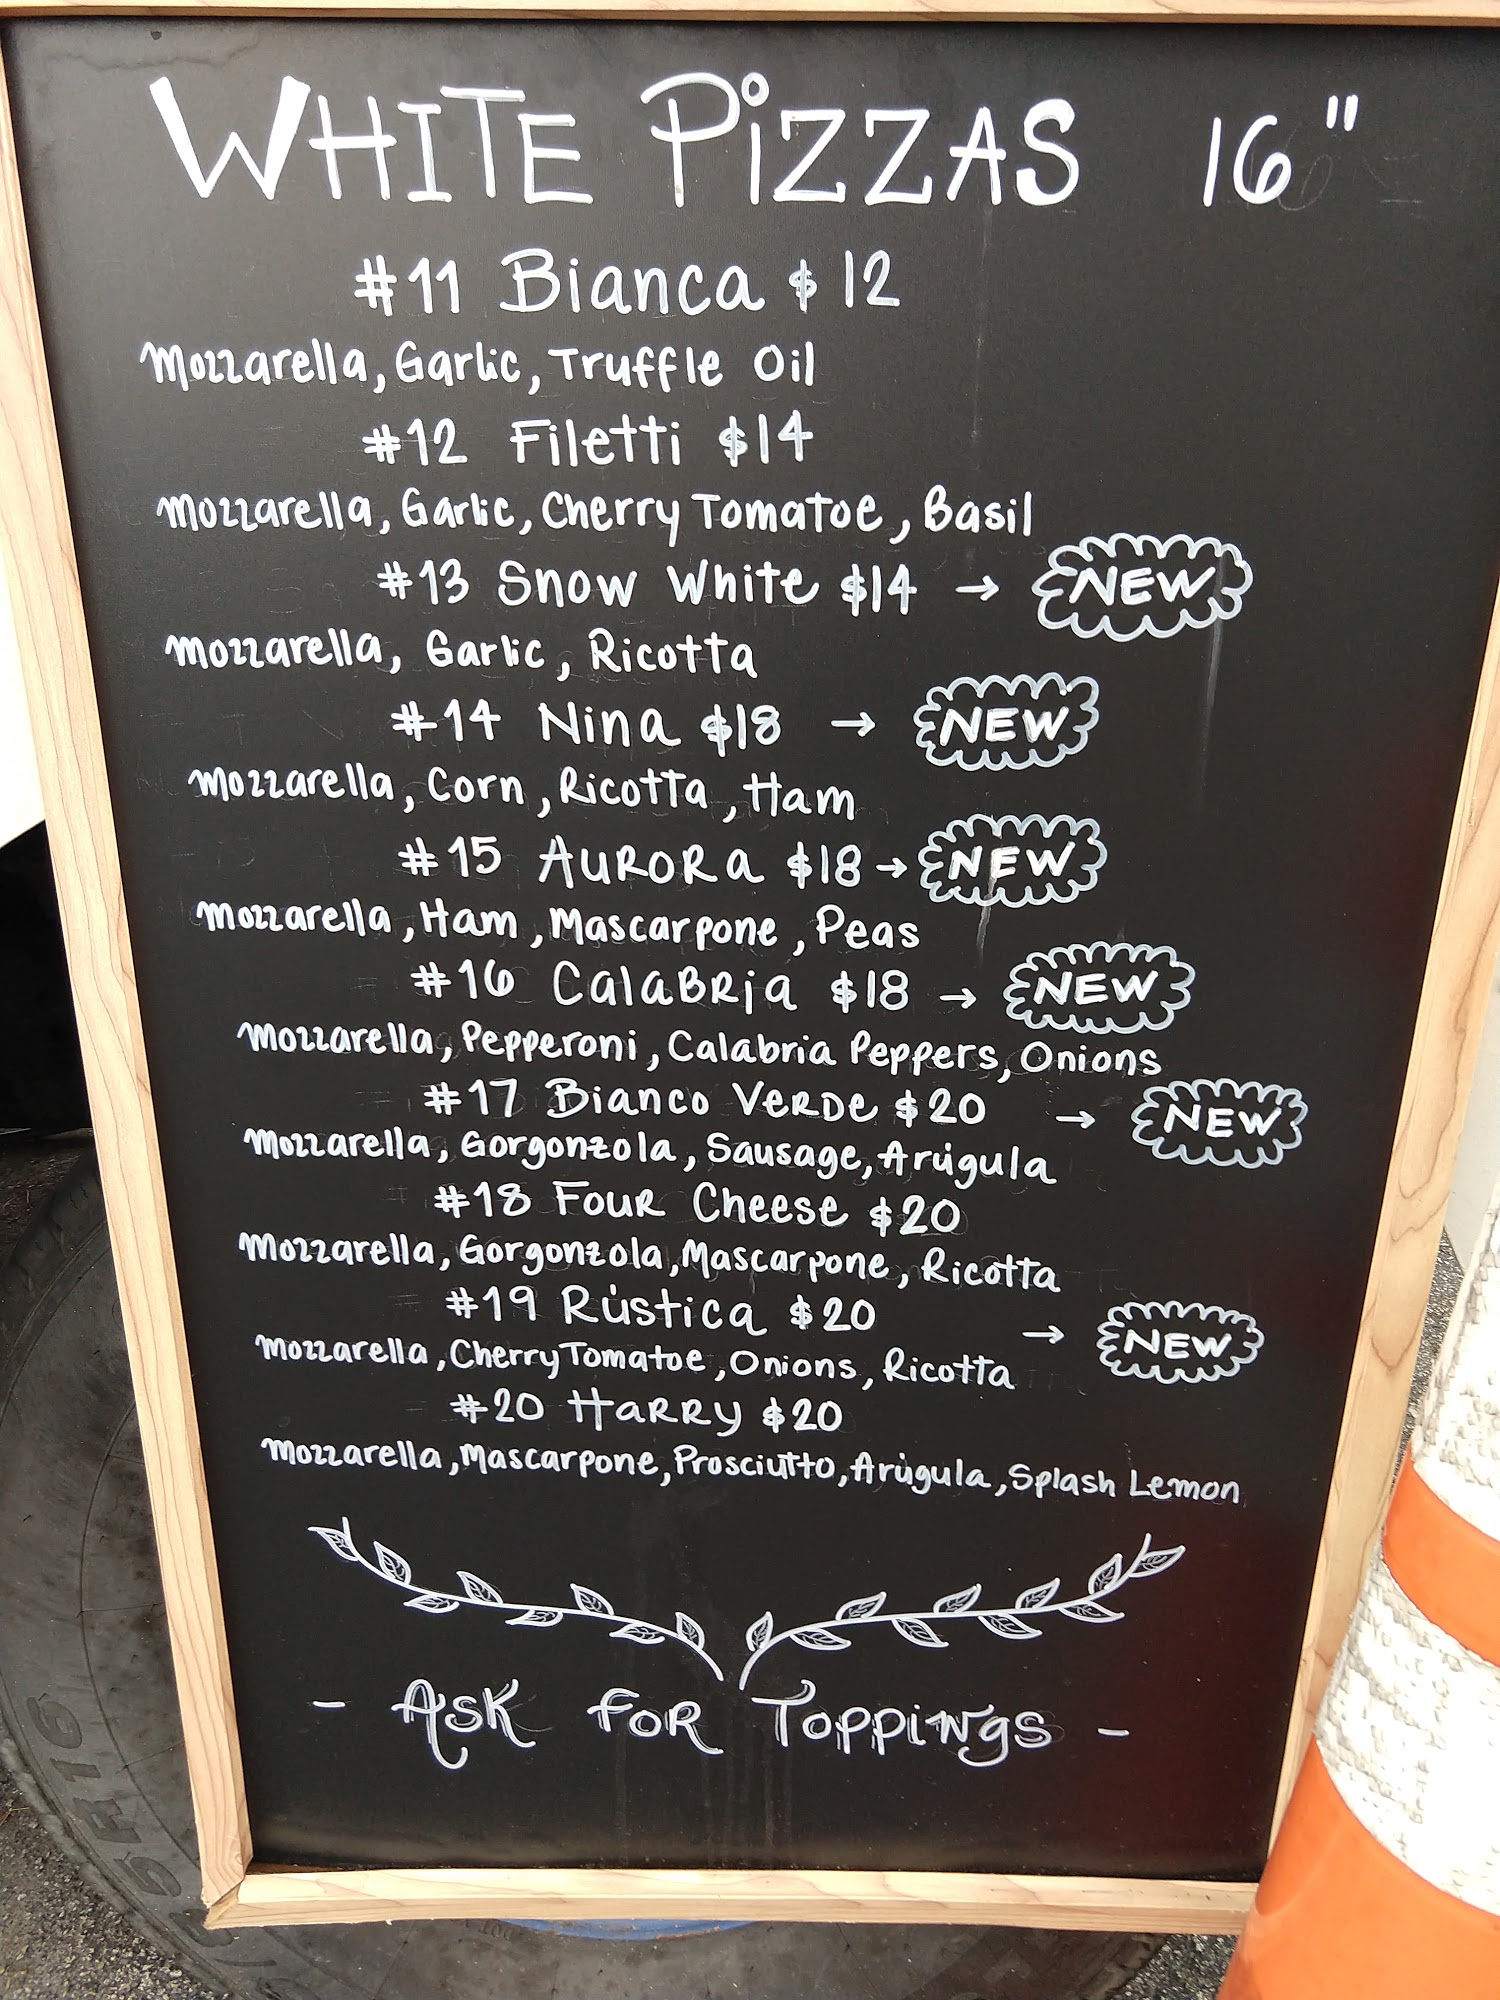 WHITE PiZZAS 16"
#11 Bianca $12
Mozzarella, Garlic, Truffle Oil
#12 Filetti $14
Mozzarella, Garlic, Cherry Tomatoe, Basil
#13 Snow White $14 → NEW
Mozzarella, Garlic, Ricotta
#14 Nina $18 → NEW
Mozzarella, Corn, Ricotta, Ham
#15 AURORa $18 → NEW
Mozzarella, Ham, Mascarpone, Peas
#16 CalaBRia $18 → NEW
Mozzarella, Pepperoni, Calabria Peppers, Onions
#17 Bianco VeRDe $20 → NEW
Mozzarella, Gorgonzola, Sausage, Arúgula
#18 FOUR Cheese $20
Mozzarella, Gorgonzola, Mascarpone, Ricotta
#19 Rústica $20 → NEW
Mozzarella, Cherry Tomatoe, Onions, Ricotta
#20 HaRRy $20
Mozzarella, Mascarpone, Prosciutto, Arúgula, Splash Lemon
- ASK FOR TOPPiNGS -
5R16